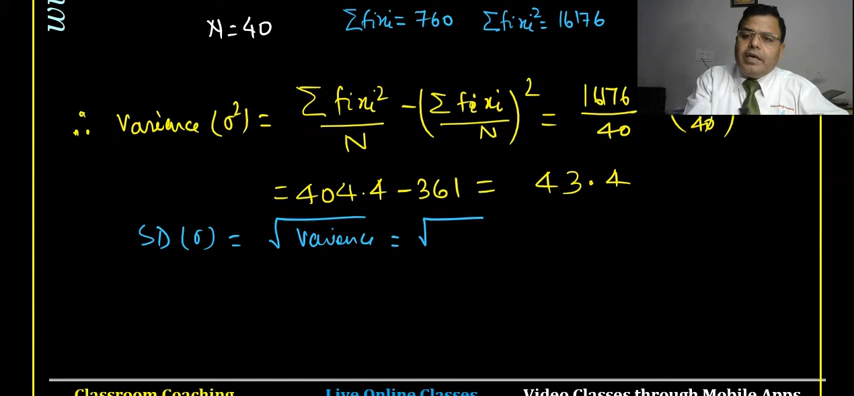 N = 40 Σfixi = 760 Σfixi² = 16176
∴ Variance (σ²) = Σfixi²/N − (Σfixi/N)² = 16176/40 (40)
= 404.4 − 361 = 43.4
SD(σ) = √Variance = √
Classroom Coaching Live Online Classes Video Classes through Mobile Apps